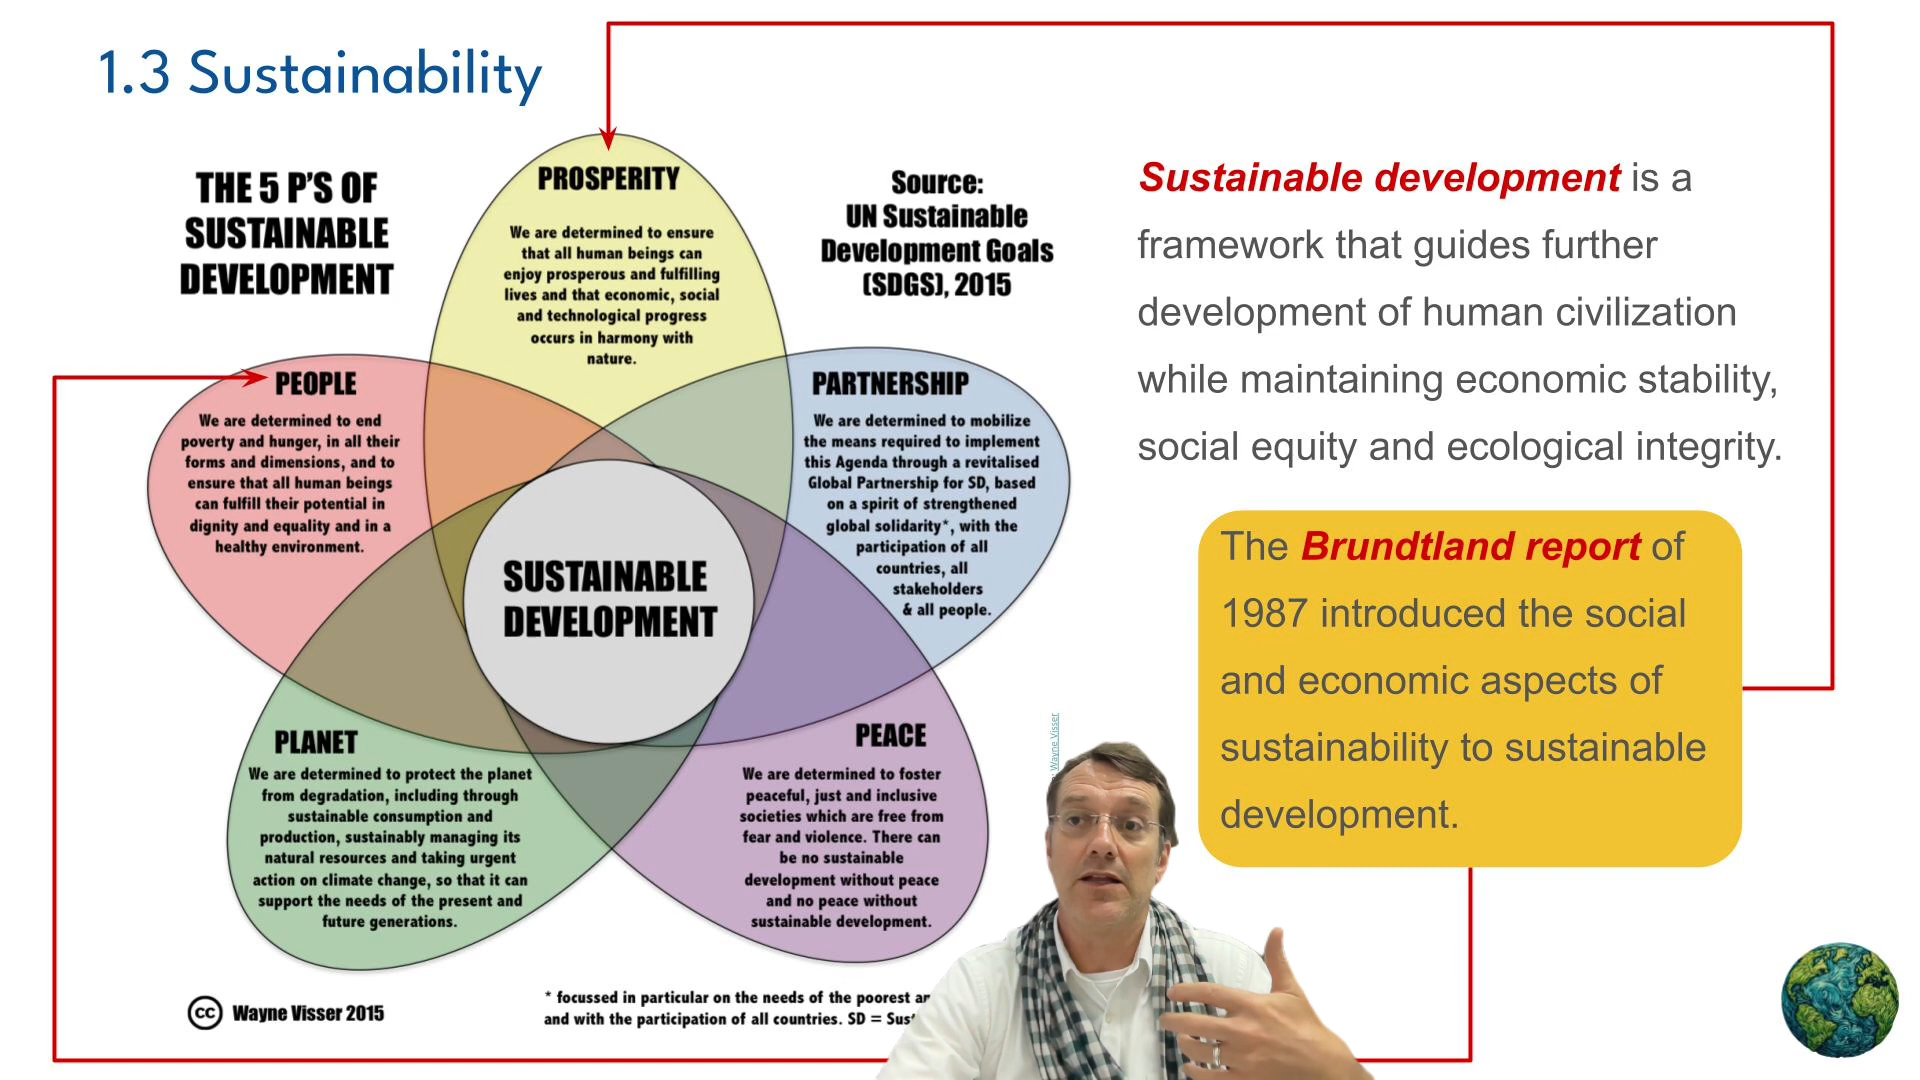 1.3 Sustainability
THE 5 P'S OF
SUSTAINABLE
DEVELOPMENT
PROSPERITY
We are determined to ensure
that all human beings can
enjoy prosperous and fulfilling
lives and that economic, social
and technological progress
occurs in harmony with
nature.
Source:
UN Sustainable
Development Goals
(SDGS), 2015
PEOPLE
We are determined to end
poverty and hunger, in all their
forms and dimensions, and to
ensure that all human beings
can fulfill their potential in
dignity and equality and in a
healthy environment.
PARTNERSHIP
We are determined to mobilize
the means required to implement
this Agenda through a revitalised
Global Partnership for SD, based
on a spirit of strengthened
global solidarity*, with the
participation of all
countries, all
stakeholders
& all people.
SUSTAINABLE
DEVELOPMENT
PLANET
We are determined to protect the planet
from degradation, including through
sustainable consumption and
production, sustainably managing its
natural resources and taking urgent
action on climate change, so that it can
support the needs of the present and
future generations.
PEACE
We are determined to foster
peaceful, just and inclusive
societies which are free from
fear and violence. There can
be no sustainable
development without peace
and no peace without
sustainable development.
cc Wayne Visser 2015
* focussed in particular on the needs of the poorest
and with the participation of all countries. SD =
Wayne Visser
Sustainable development is a
framework that guides further
development of human civilization
while maintaining economic stability,
social equity and ecological integrity.
The Brundtland report of
1987 introduced the social
and economic aspects of
sustainability to sustainable
development.